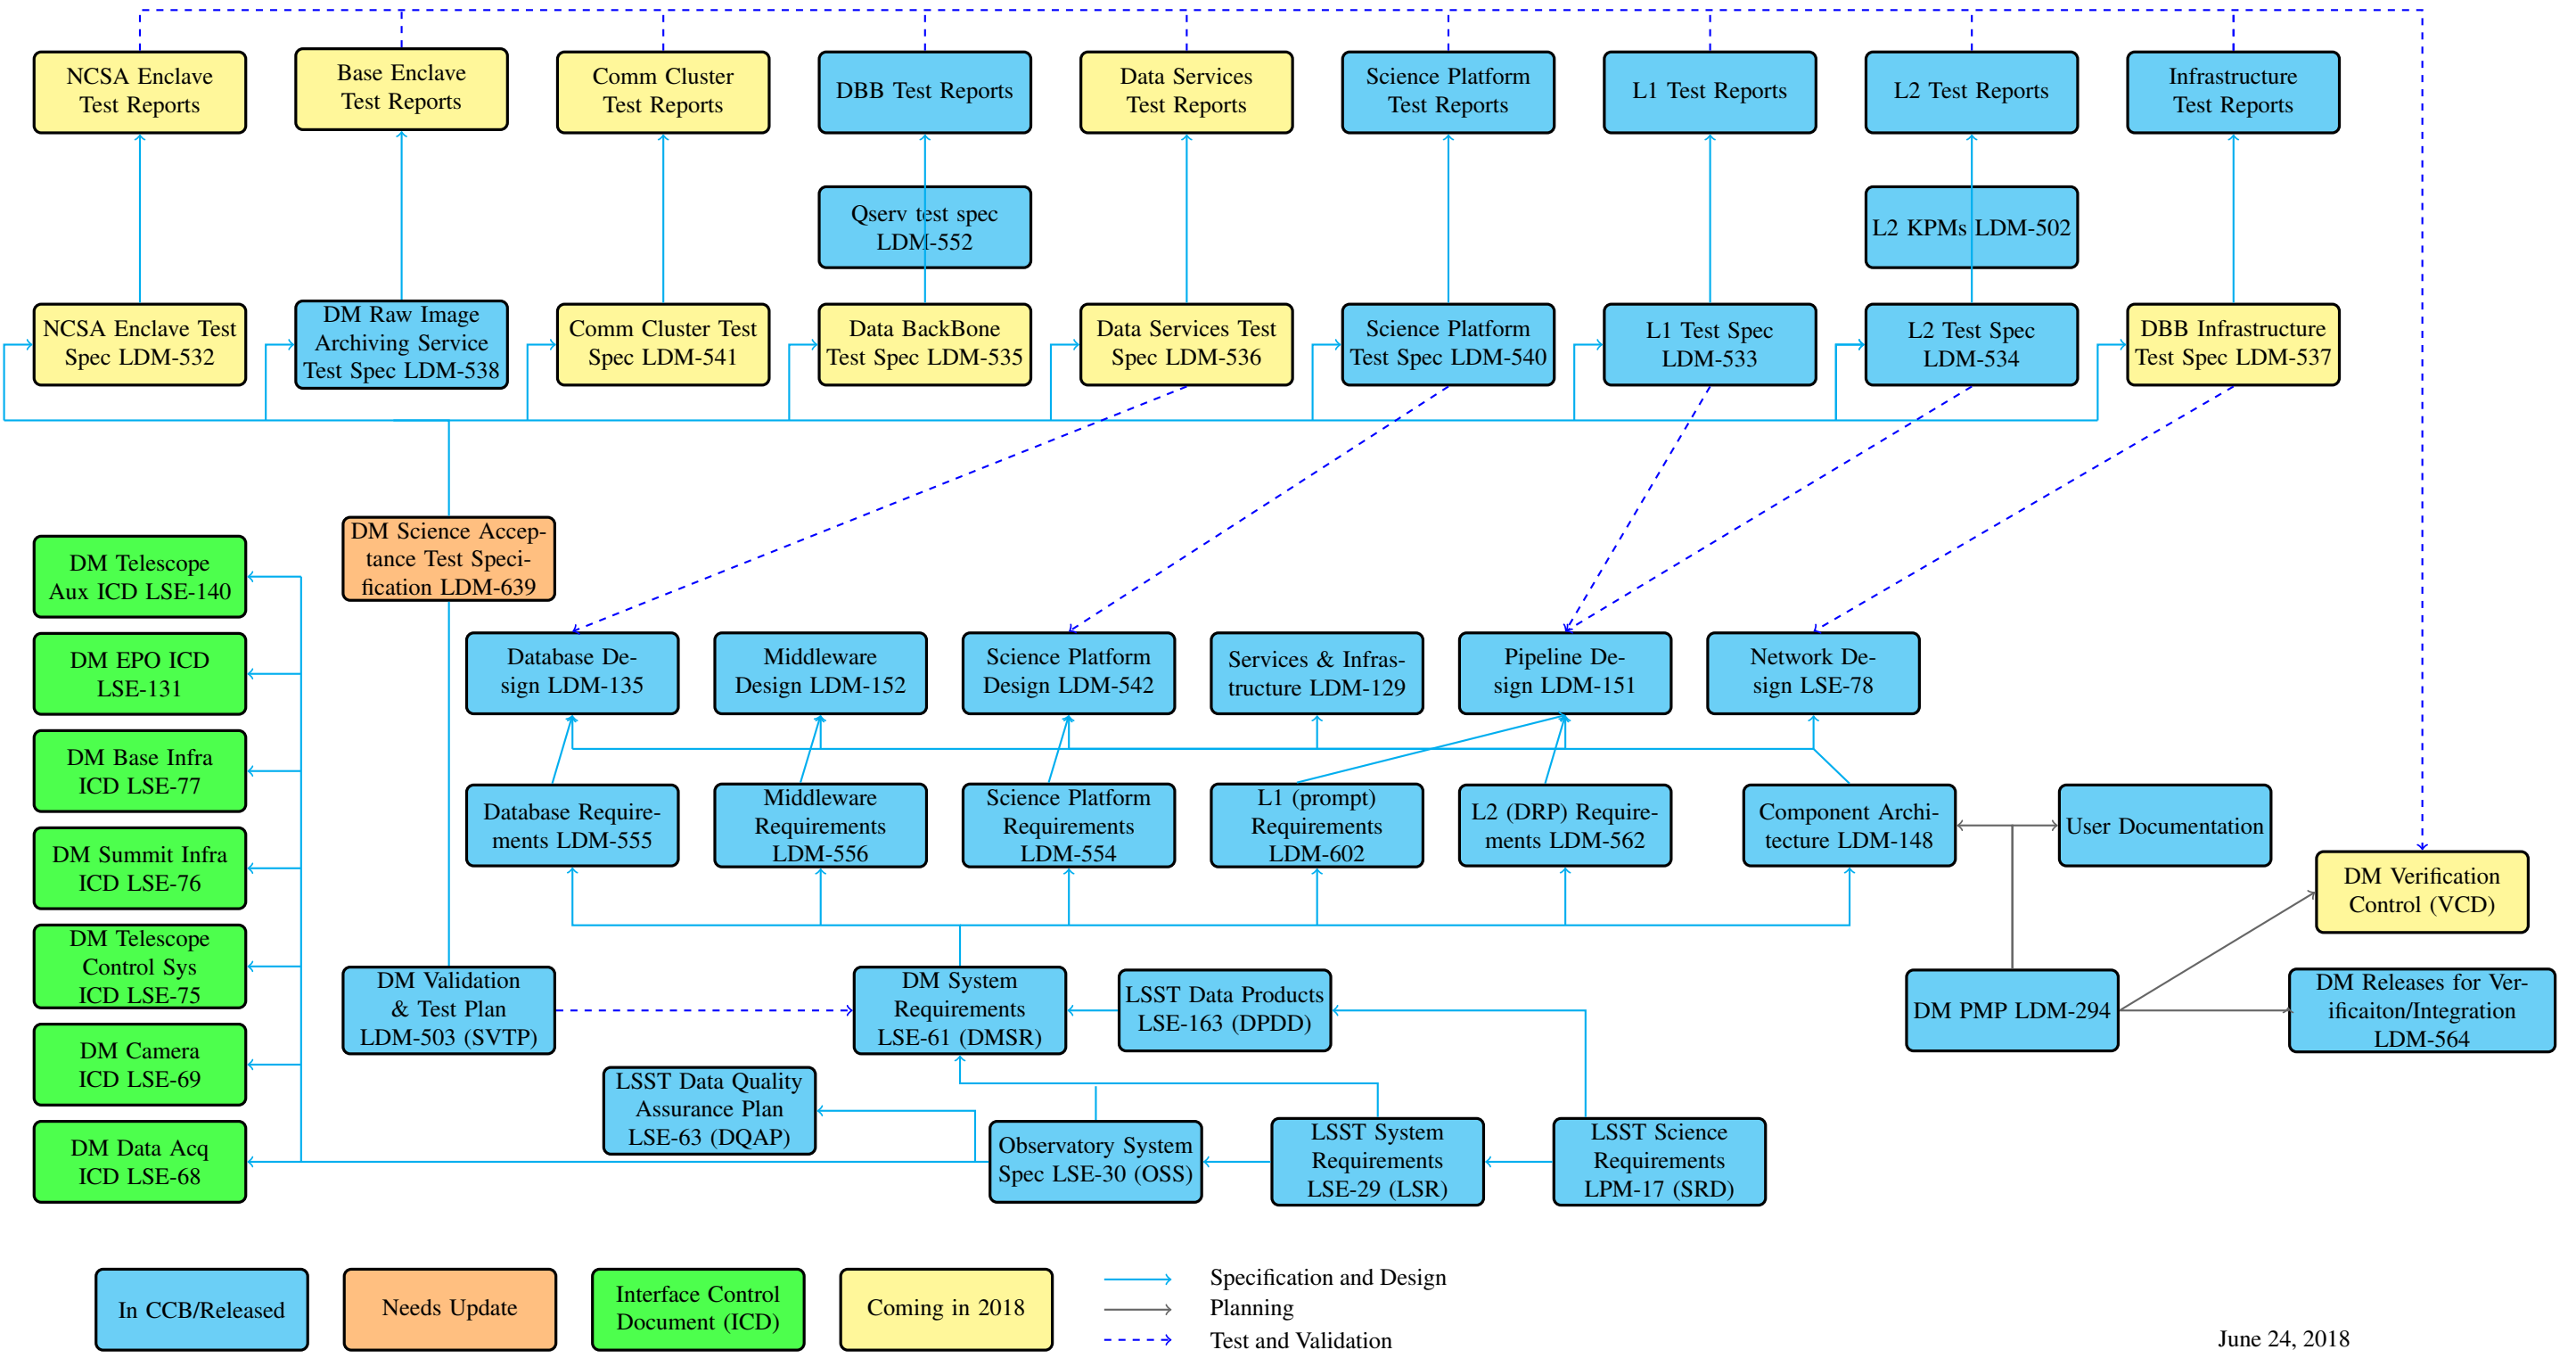 NCSA Enclave
Test Reports
Base Enclave
Test Reports
Comm Cluster
Test Reports
DBB Test Reports
Data Services
Test Reports
Science Platform
Test Reports
L1 Test Reports
L2 Test Reports
Infrastructure
Test Reports
Qserv test spec
LDM-552
L2 KPMs LDM-502
NCSA Enclave Test
Spec LDM-532
DM Raw Image
Archiving Service
Test Spec LDM-538
Comm Cluster Test
Spec LDM-541
Data BackBone
Test Spec LDM-535
Data Services Test
Spec LDM-536
Science Platform
Test Spec LDM-540
L1 Test Spec
LDM-533
L2 Test Spec
LDM-534
DBB Infrastructure
Test Spec LDM-537
DM Science Accep-
tance Test Speci-
fication LDM-639
DM Telescope
Aux ICD LSE-140
DM EPO ICD
LSE-131
DM Base Infra
ICD LSE-77
DM Summit Infra
ICD LSE-76
DM Telescope
Control Sys
ICD LSE-75
DM Camera
ICD LSE-69
DM Data Acq
ICD LSE-68
Database De-
sign LDM-135
Middleware
Design LDM-152
Science Platform
Design LDM-542
Services & Infras-
tructure LDM-129
Pipeline De-
sign LDM-151
Network De-
sign LSE-78
Database Require-
ments LDM-555
Middleware
Requirements
LDM-556
Science Platform
Requirements
LDM-554
L1 (prompt)
Requirements
LDM-602
L2 (DRP) Require-
ments LDM-562
Component Archi-
tecture LDM-148
User Documentation
DM Verification
Control (VCD)
DM Validation
& Test Plan
LDM-503 (SVTP)
DM System
Requirements
LSE-61 (DMSR)
LSST Data Products
LSE-163 (DPDD)
DM PMP LDM-294
DM Releases for Ver-
ificaiton/Integration
LDM-564
LSST Data Quality
Assurance Plan
LSE-63 (DQAP)
Observatory System
Spec LSE-30 (OSS)
LSST System
Requirements
LSE-29 (LSR)
LSST Science
Requirements
LPM-17 (SRD)
In CCB/Released
Needs Update
Interface Control
Document (ICD)
Coming in 2018
Specification and Design
Planning
Test and Validation
June 24, 2018